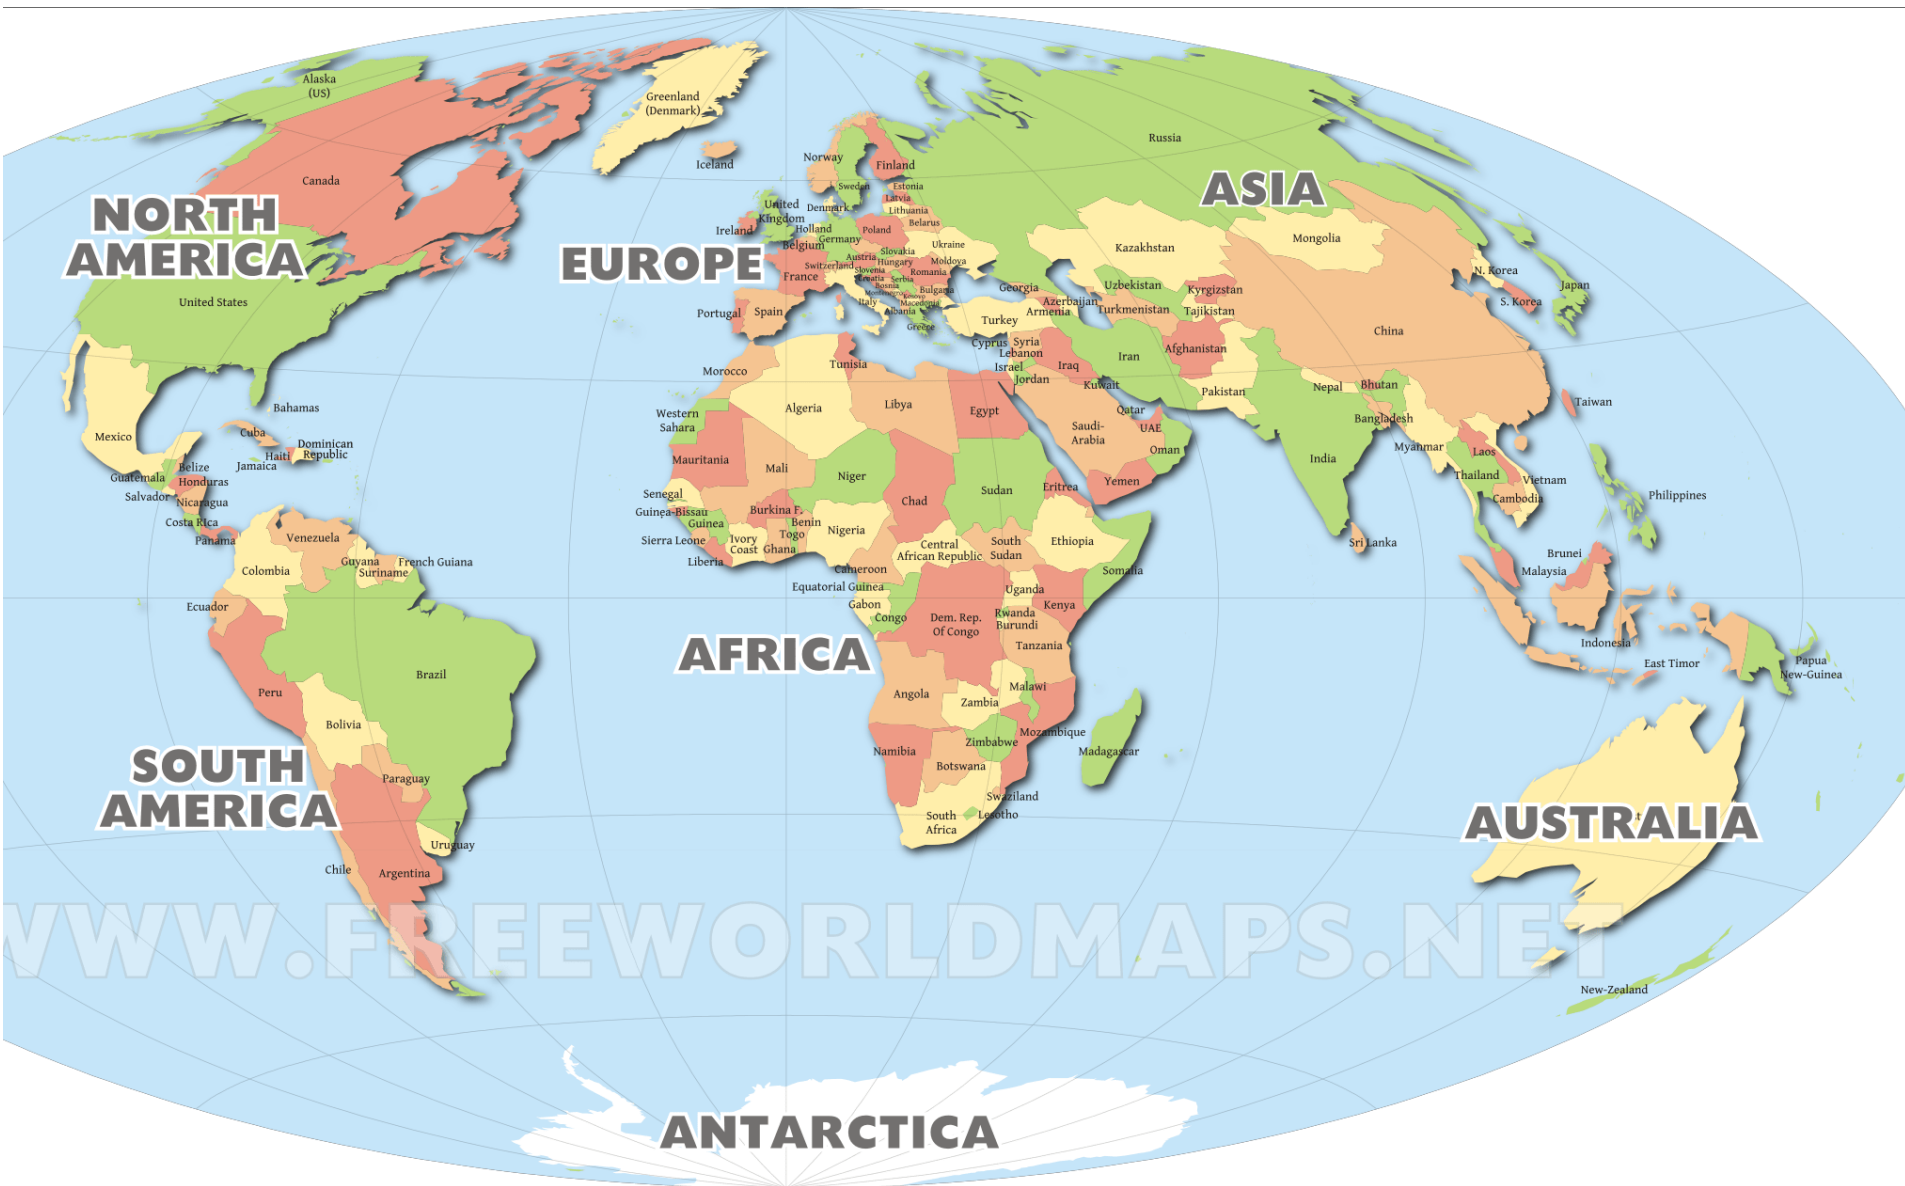 Alaska
(US)
Greenland
(Denmark)
Russia
Iceland
Norway
Finland
Canada
Sweden
Estonia
Latvia
Lithuania
Belarus
ASIA
NORTH
AMERICA
United
Kingdom
Denmark
Ireland
Holland
Belgium
Germany
Poland
Ukraine
Slovakia
Austria
Hungary
Moldova
Switzerland
Slovenia
Croatia
Romania
Bosnia
Serbia
Montenegro
Kosovo
Bulgaria
Macedonia
Albania
Italy
Greece
France
EUROPE
Portugal
Spain
Kazakhstan
Mongolia
N. Korea
S. Korea
Japan
United States
Georgia
Azerbaijan
Armenia
Uzbekistan
Turkmenistan
Kyrgizstan
Tajikistan
Turkey
China
Cyprus
Syria
Lebanon
Israel
Jordan
Iraq
Kuwait
Iran
Afghanistan
Pakistan
Nepal
Bhutan
Bangladesh
Taiwan
Morocco
Tunisia
Algeria
Libya
Egypt
Western
Sahara
Saudi-
Arabia
Qatar
UAE
Oman
Yemen
India
Myanmar
Laos
Thailand
Vietnam
Cambodia
Philippines
Bahamas
Mexico
Cuba
Haiti
Dominican
Republic
Jamaica
Belize
Guatemala
Honduras
Salvador
Nicaragua
Costa Rica
Panama
Mauritania
Mali
Niger
Chad
Sudan
Eritrea
Senegal
Guinea-Bissau
Guinea
Sierra Leone
Liberia
Ivory
Coast
Burkina F.
Ghana
Togo
Benin
Nigeria
Central
African Republic
South
Sudan
Ethiopia
Somalia
Sri Lanka
Brunei
Malaysia
Venezuela
Guyana
Suriname
French Guiana
Colombia
Ecuador
Cameroon
Equatorial Guinea
Gabon
Congo
Dem. Rep.
Of Congo
Uganda
Kenya
Rwanda
Burundi
Tanzania
AFRICA
Indonesia
East Timor
Papua
New-Guinea
Brazil
Peru
Bolivia
Angola
Zambia
Malawi
Mozambique
Zimbabwe
Namibia
Botswana
Madagascar
Swaziland
Lesotho
South
Africa
SOUTH
AMERICA
Paraguay
Uruguay
Chile
Argentina
AUSTRALIA
WWW.FREEWORLDMAPS.NET
New-Zealand
ANTARCTICA